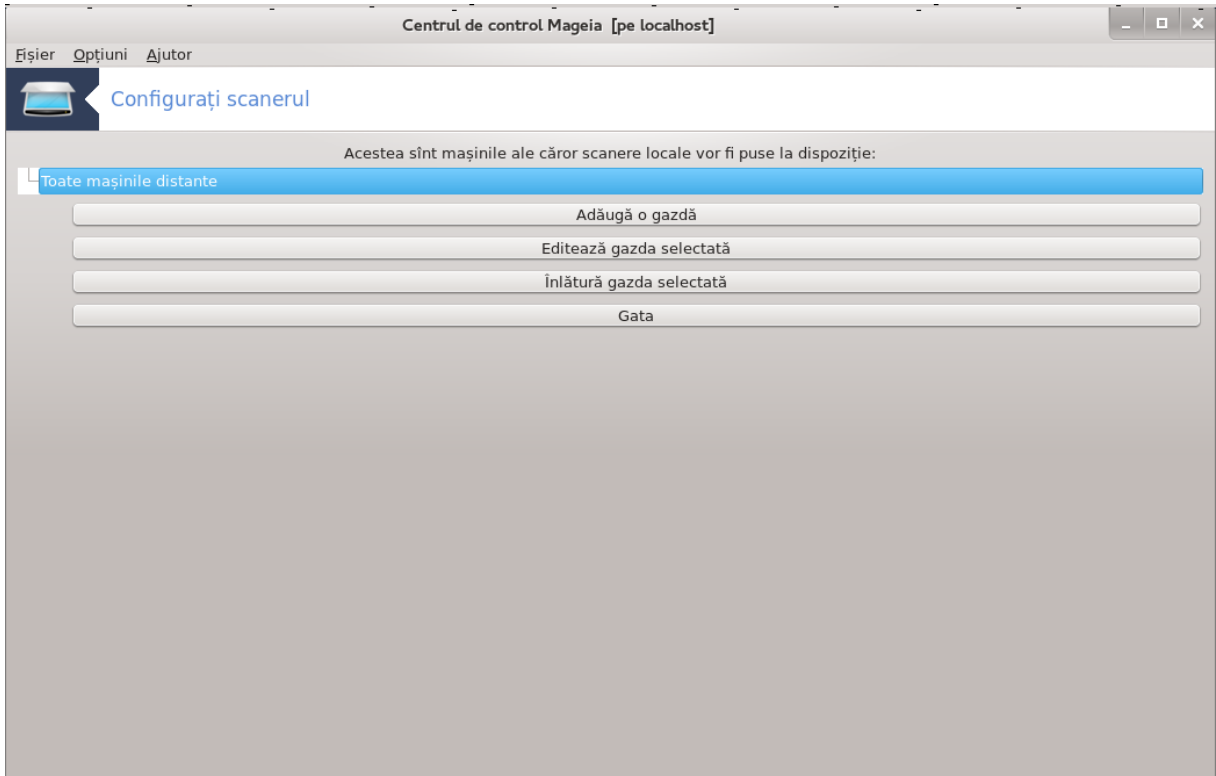 Centrul de control Mageia [pe localhost]
Fișier Opțiuni Ajutor
Configurați scanerul
Acestea sînt mașinile ale căror scanere locale vor fi puse la dispoziție:
Toate mașinile distante
Adăugă o gazdă
Editează gazda selectată
Înlătură gazda selectată
Gata